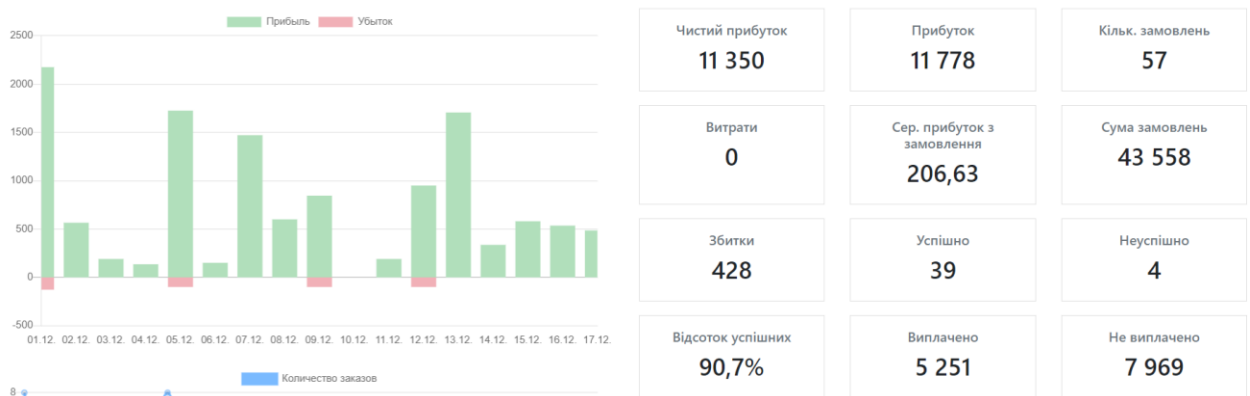 Прибыль Убыток
2500
2000
1500
1000
500
0
-500
01.12. 02.12. 03.12. 04.12. 05.12. 06.12. 07.12. 08.12. 09.12. 10.12. 11.12. 12.12. 13.12. 14.12. 15.12. 16.12. 17.12.
Количество заказов
8
Чистий прибуток
11 350
Прибуток
11 778
Кільк. замовлень
57
Витрати
0
Сер. прибуток з
замовлення
206,63
Сума замовлень
43 558
Збитки
428
Успішно
39
Неуспішно
4
Відсоток успішних
90,7%
Виплачено
5 251
Не виплачено
7 969